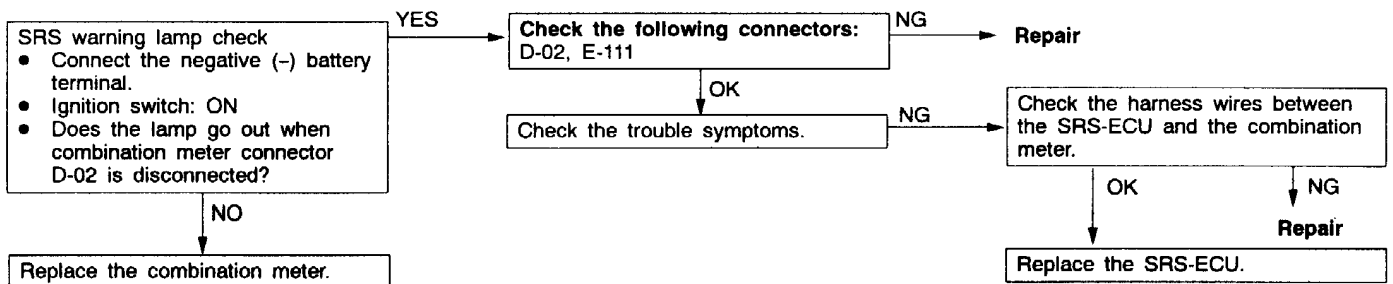 SRS warning lamp check
● Connect the negative (–) battery
terminal.
● Ignition switch: ON
● Does the lamp go out when
combination meter connector
D-02 is disconnected?
YES
Check the following connectors:
D-02, E-111
NG
Repair
OK
Check the trouble symptoms.
NG
Check the harness wires between
the SRS-ECU and the combination
meter.
NO
Replace the combination meter.
OK
NG
Repair
Replace the SRS-ECU.